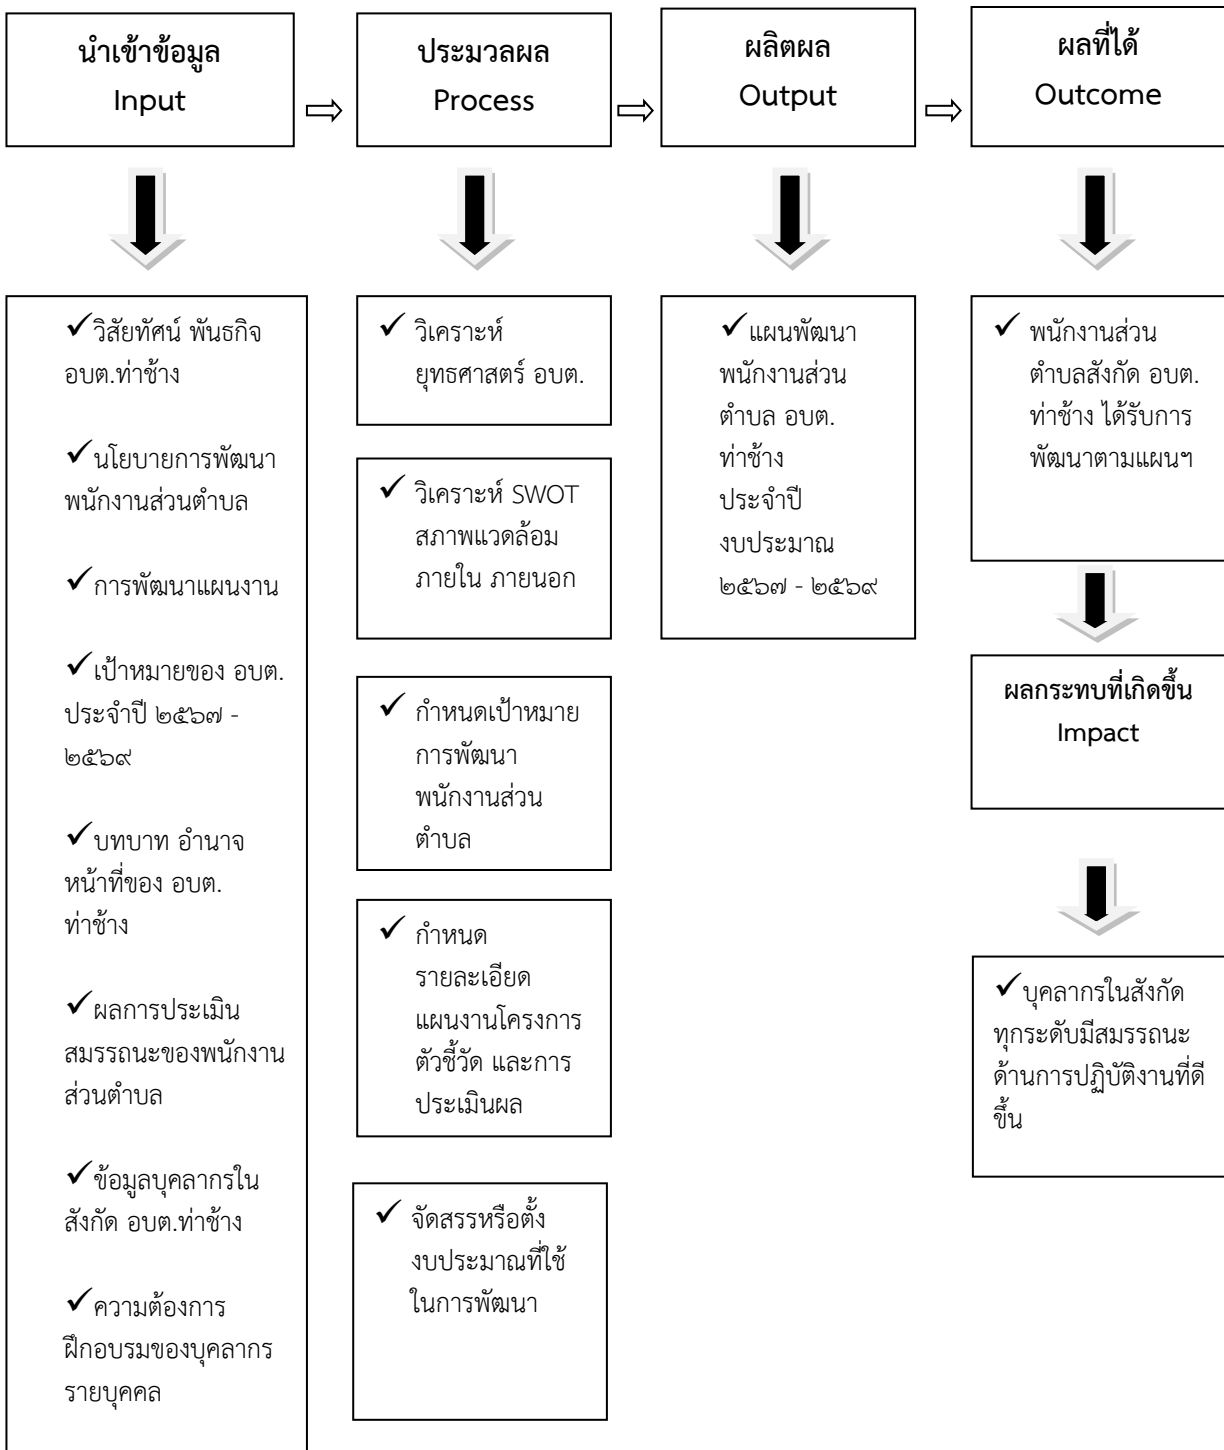 นำเข้าข้อมูล
Input
ประมวลผล
Process
ผลิตผล
Output
ผลที่ได้
Outcome
✓วิสัยทัศน์ พันธกิจ
อบต.ท่าช้าง
✓นโยบายการพัฒนา
พนักงานส่วนตำบล
✓การพัฒนาแผนงาน
✓เป้าหมายของ อบต.
ประจำปี ๒๕๖๗ -
๒๕๖๙
✓บทบาท อำนาจ
หน้าที่ของ อบต.
ท่าช้าง
✓ผลการประเมิน
สมรรถนะของพนักงาน
ส่วนตำบล
✓ข้อมูลบุคลากรใน
สังกัด อบต.ท่าช้าง
✓ความต้องการ
ฝึกอบรมของบุคลากร
รายบุคคล
✓ วิเคราะห์
ยุทธศาสตร์ อบต.
✓ วิเคราะห์ SWOT
สภาพแวดล้อม
ภายใน ภายนอก
✓ กำหนดเป้าหมาย
การพัฒนา
พนักงานส่วน
ตำบล
✓ กำหนด
รายละเอียด
แผนงานโครงการ
ตัวชี้วัด และการ
ประเมินผล
✓ จัดสรรหรือตั้ง
งบประมาณที่ใช้
ในการพัฒนา
✓แผนพัฒนา
พนักงานส่วน
ตำบล อบต.
ท่าช้าง
ประจำปี
งบประมาณ
๒๕๖๗ - ๒๕๖๙
✓ พนักงานส่วน
ตำบลสังกัด อบต.
ท่าช้าง ได้รับการ
พัฒนาตามแผนฯ
ผลกระทบที่เกิดขึ้น
Impact
✓บุคลากรในสังกัด
ทุกระดับมีสมรรถนะ
ด้านการปฏิบัติงานที่ดี
ขึ้น